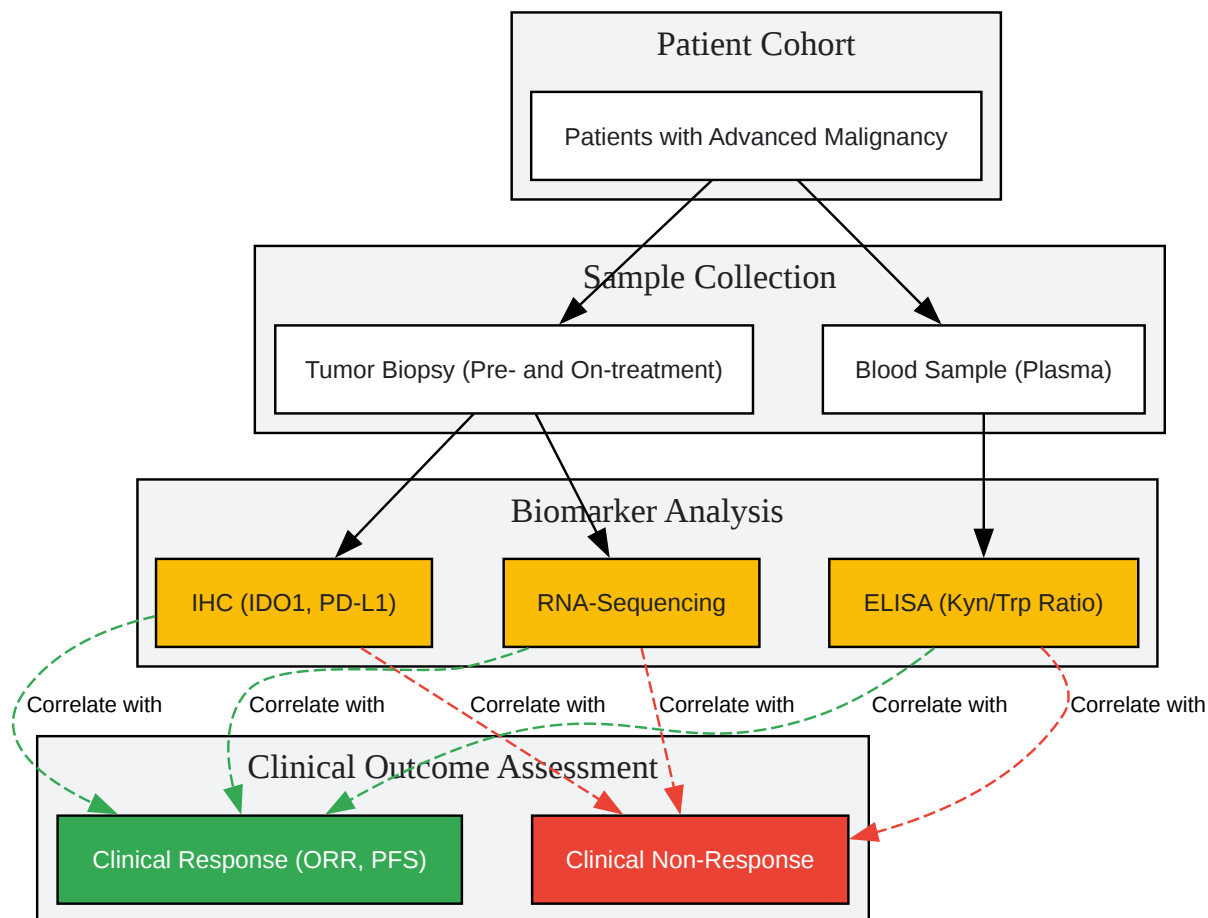 Patient Cohort
Patients with Advanced Malignancy
Sample Collection
Tumor Biopsy (Pre- and On-treatment)
Blood Sample (Plasma)
Biomarker Analysis
IHC (IDO1, PD-L1)
RNA-Sequencing
ELISA (Kyn/Trp Ratio)
Correlate with
Correlate with
Correlate with
Correlate with
Correlate with
Correlate with
Clinical Outcome Assessment
Clinical Response (ORR, PFS)
Clinical Non-Response